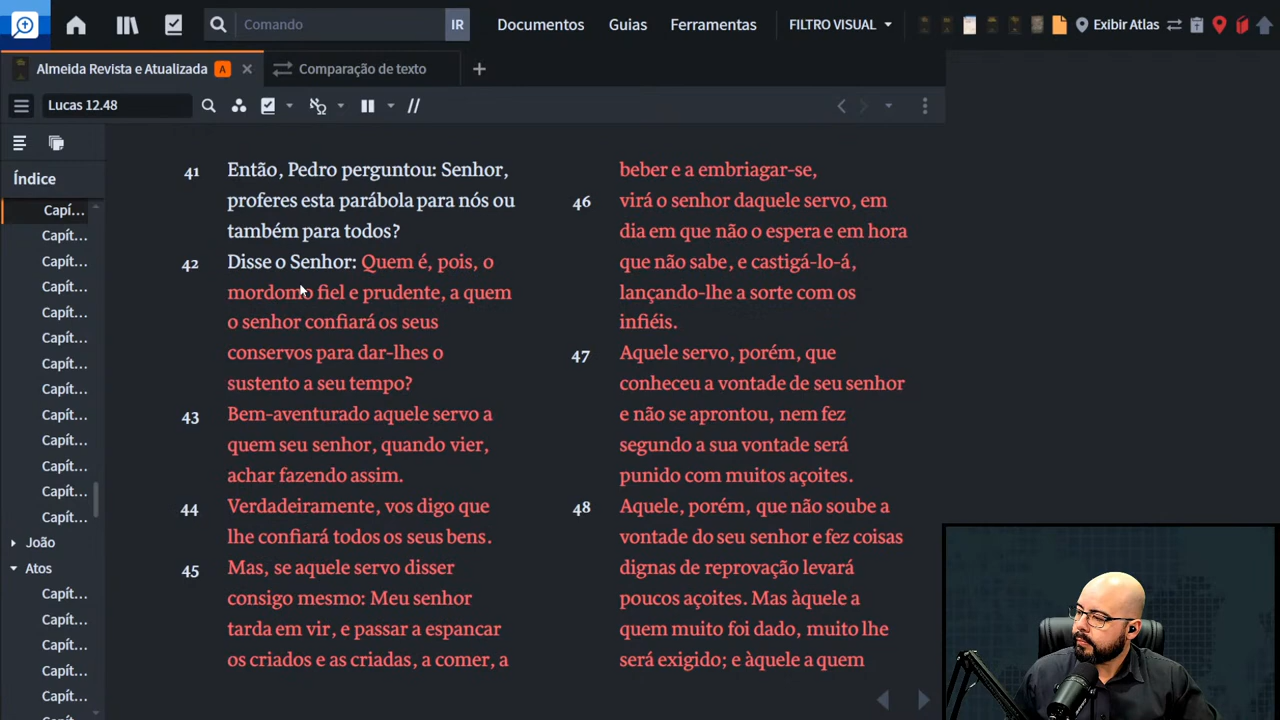 Comando
IR
Documentos
Guias
Ferramentas
FILTRO VISUAL
Exibir Atlas
Almeida Revista e Atualizada
A
Comparação de texto
Lucas 12.48
Índice
Capí...
Capít...
Capít...
Capít...
Capít...
Capít...
Capít...
Capít...
Capít...
Capít...
Capít...
Capít...
Capít...
João
Atos
Capít...
Capít...
Capít...
Capít...
Capít...
41 Então, Pedro perguntou: Senhor,
proferes esta parábola para nós ou
também para todos?
42 Disse o Senhor: Quem é, pois, o
mordomo fiel e prudente, a quem
o senhor confiará os seus
conservos para dar-lhes o
sustento a seu tempo?
43 Bem-aventurado aquele servo a
quem seu senhor, quando vier,
achar fazendo assim.
44 Verdadeiramente, vos digo que
lhe confiará todos os seus bens.
45 Mas, se aquele servo disser
consigo mesmo: Meu senhor
tarda em vir, e passar a espancar
os criados e as criadas, a comer, a
beber e a embriagar-se,
46 virá o senhor daquele servo, em
dia em que não o espera e em hora
que não sabe, e castigá-lo-á,
lançando-lhe a sorte com os
infiéis.
47 Aquele servo, porém, que
conheceu a vontade de seu senhor
e não se aprontou, nem fez
segundo a sua vontade será
punido com muitos açoites.
48 Aquele, porém, que não soube a
vontade do seu senhor e fez coisas
dignas de reprovação levará
poucos açoites. Mas àquele a
quem muito foi dado, muito lhe
será exigido; e àquele a quem